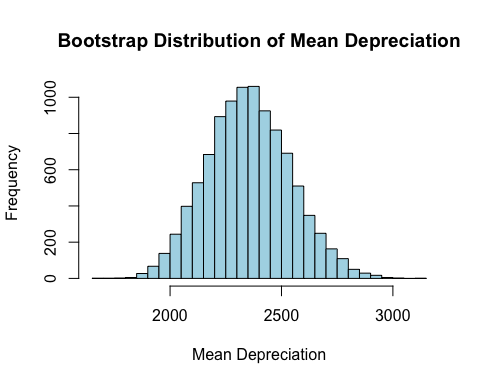 Bootstrap Distribution of Mean Depreciation
Frequency
1000
600
200
0
2000 2500 3000
Mean Depreciation